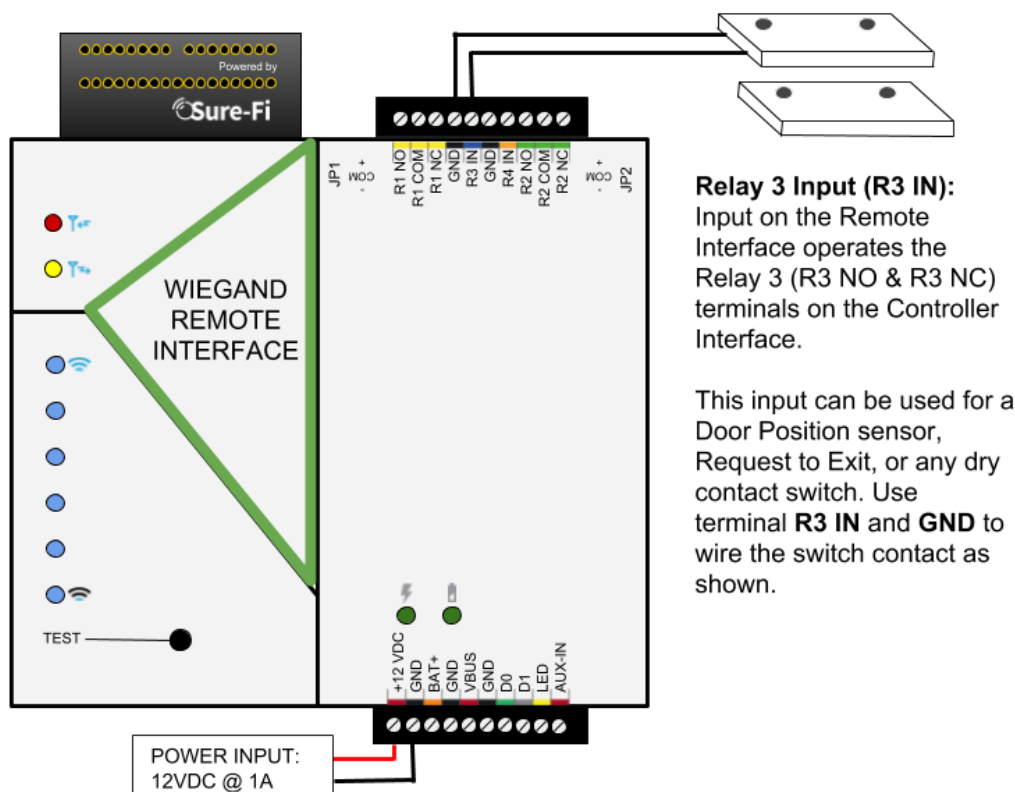 Powered by
Sure-Fi
JP1
+
COM
-
R1 NO
R1 COM
R1 NC
GND
R3 IN
GND
R4 IN
R2 NO
R2 COM
R2 NC
+
COM
-
JP2
WIEGAND
REMOTE
INTERFACE
TEST
+12 VDC
GND
BAT+
GND
VBUS
GND
D0
D1
LED
AUX-IN
POWER INPUT:
12VDC @ 1A
Relay 3 Input (R3 IN):
Input on the Remote
Interface operates the
Relay 3 (R3 NO & R3 NC)
terminals on the Controller
Interface.
This input can be used for a
Door Position sensor,
Request to Exit, or any dry
contact switch. Use
terminal R3 IN and GND to
wire the switch contact as
shown.